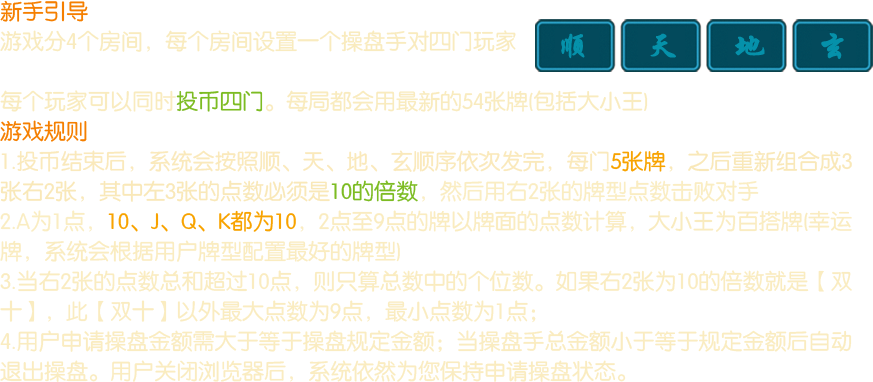 新手引导
游戏分4个房间，每个房间设置一个操盘手对四门玩家
顺 天 地 玄
每个玩家可以同时投币四门。每局都会用最新的54张牌(包括大小王)
游戏规则
1.投币结束后，系统会按照顺、天、地、玄顺序依次发完，每门5张牌，之后重新组合成3
张右2张，其中左3张的点数必须是10的倍数，然后用右2张的牌型点数击败对手
2.A为1点，10、J、Q、K都为10，2点至9点的牌以牌面的点数计算，大小王为百搭牌(幸运
牌，系统会根据用户牌型配置最好的牌型)
3.当右2张的点数总和超过10点，则只算总数中的个位数。如果右2张为10的倍数就是【双
十】，此【双十】以外最大点数为9点，最小点数为1点；
4.用户申请操盘金额需大于等于操盘规定金额；当操盘手总金额小于等于规定金额后自动
退出操盘。用户关闭浏览器后，系统依然为您保持申请操盘状态。